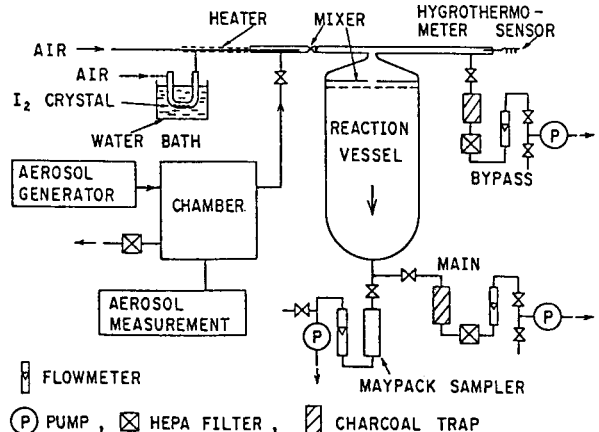 HEATER
MIXER
HYGROTHERMO-
METER SENSOR
AIR
AIR
I2 CRYSTAL
WATER BATH
REACTION
VESSEL
P
BYPASS
AEROSOL
GENERATOR
CHAMBER
MAIN
AEROSOL
MEASUREMENT
P
P
MAYPACK SAMPLER
FLOWMETER
P PUMP, HEPA FILTER, CHARCOAL TRAP